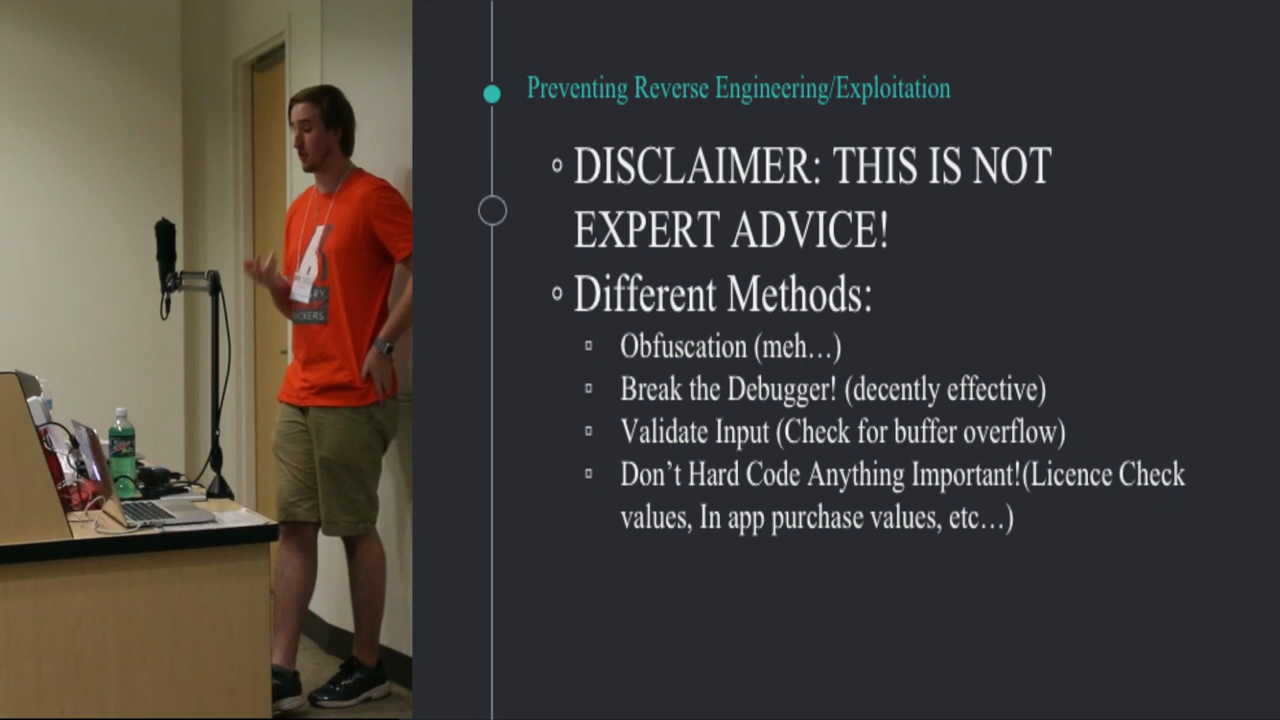 Preventing Reverse Engineering/Exploitation
◦ DISCLAIMER: THIS IS NOT
EXPERT ADVICE!
◦ Different Methods:
▫ Obfuscation (meh…)
▫ Break the Debugger! (decently effective)
▫ Validate Input (Check for buffer overflow)
▫ Don’t Hard Code Anything Important!(Licence Check
values, In app purchase values, etc…)